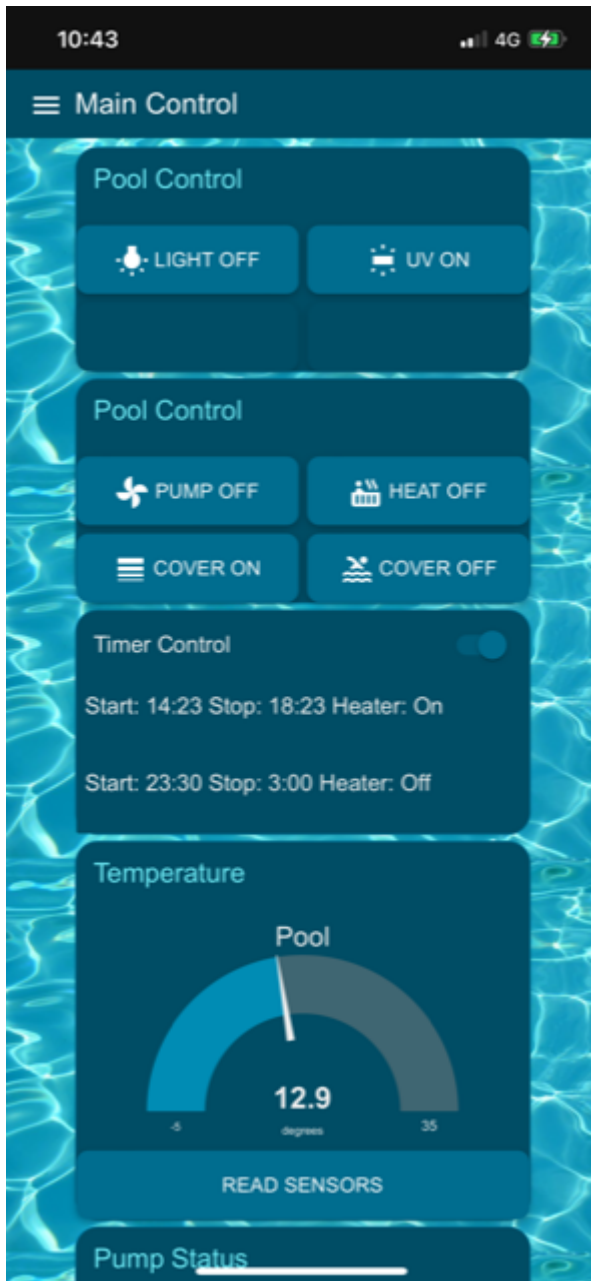 10:43 4G
Main Control
Pool Control
LIGHT OFF UV ON
Pool Control
PUMP OFF HEAT OFF
COVER ON COVER OFF
Timer Control
Start: 14:23 Stop: 18:23 Heater: On
Start: 23:30 Stop: 3:00 Heater: Off
Temperature
Pool
12.9
-5 degrees 35
READ SENSORS
Pump Status